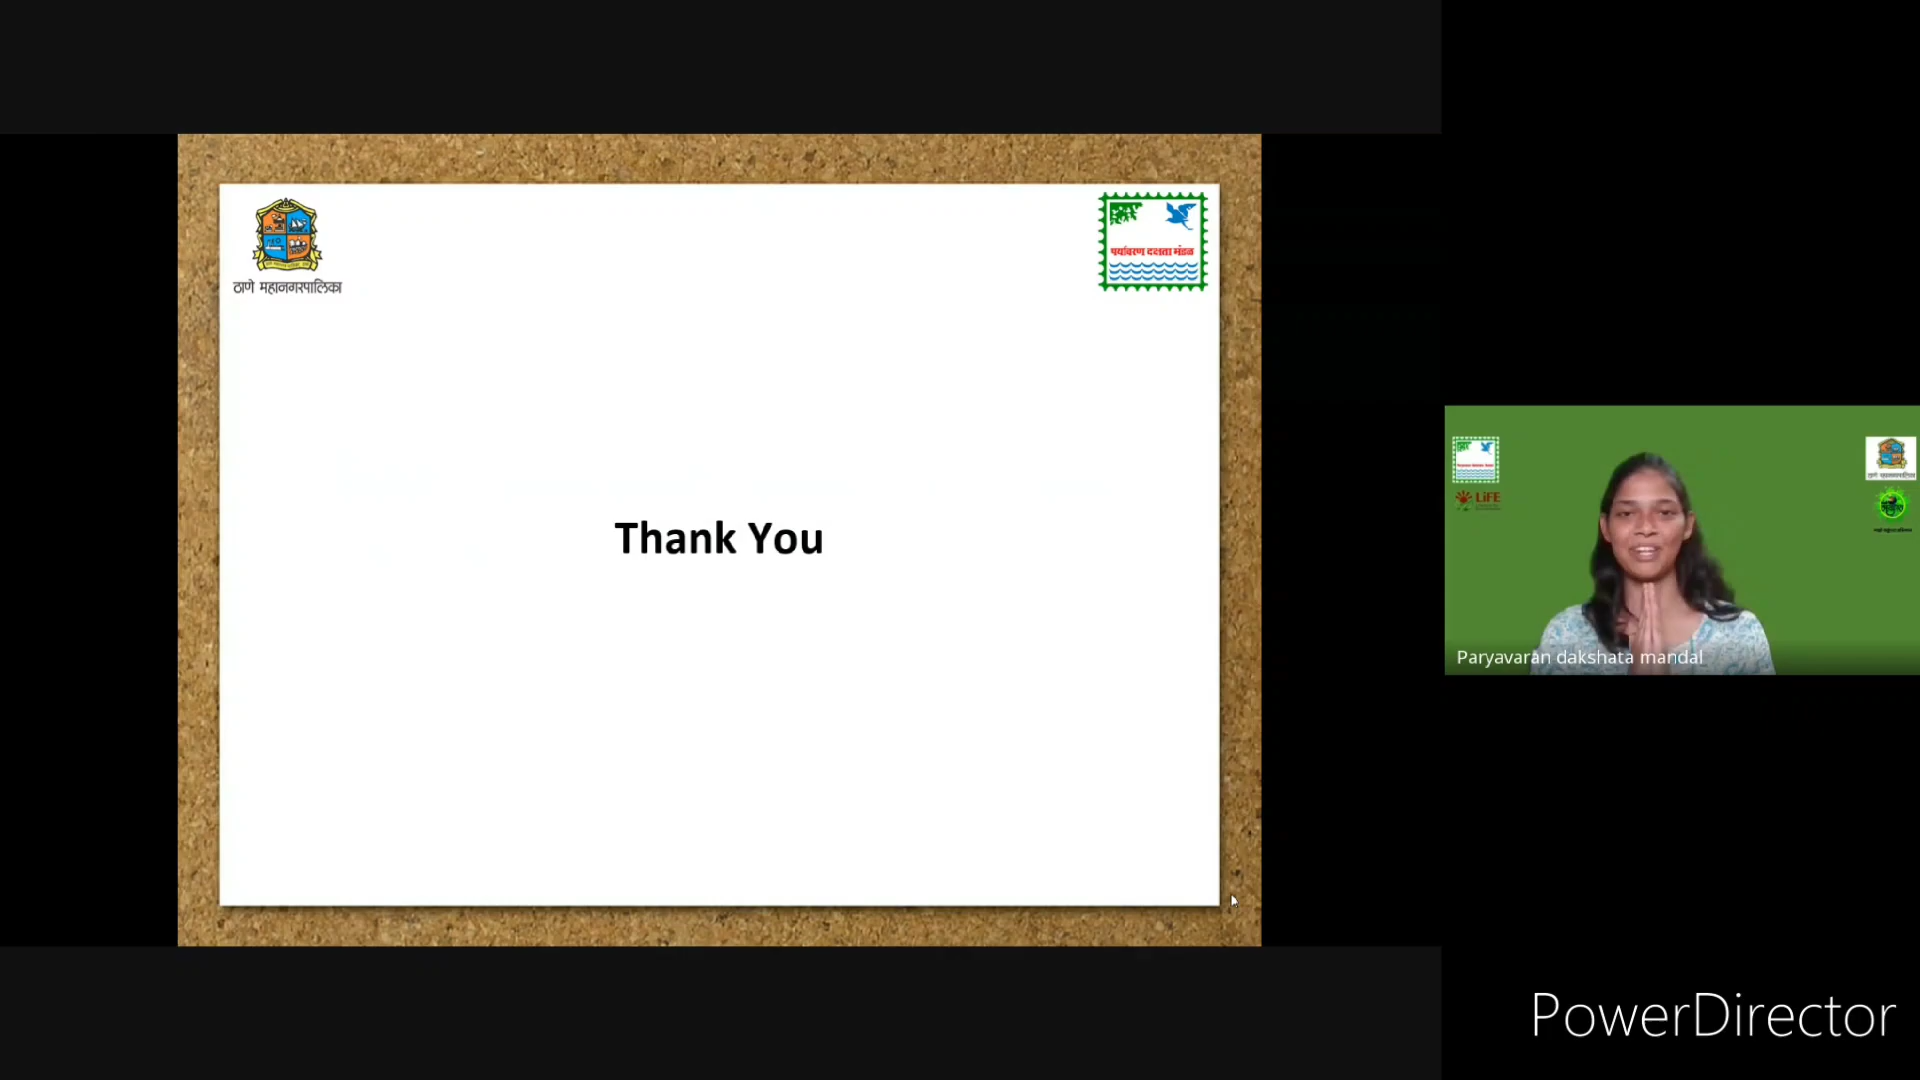 ठाणे महानगरपालिका
पर्यावरण दक्षता मंडळ
Thank You
LiFE
Paryavaran dakshata mandal
PowerDirector